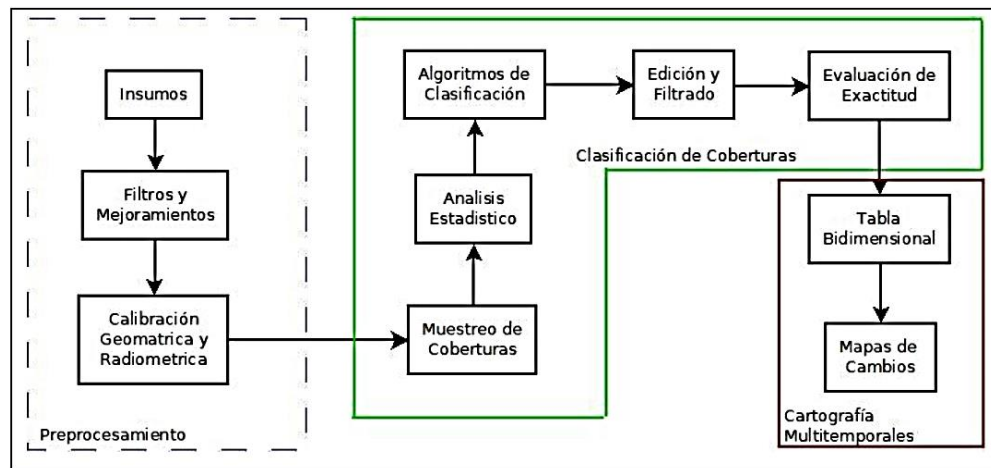 Insumos
Filtros y
Mejoramientos
Calibración
Geomatrica y
Radiometrica
Preprocesamiento
Muestreo de
Coberturas
Analisis
Estadistico
Algoritmos de
Clasificación
Edición y
Filtrado
Evaluación de
Exactitud
Clasificación de Coberturas
Tabla
Bidimensional
Mapas de
Cambios
Cartografía
Multitemporales